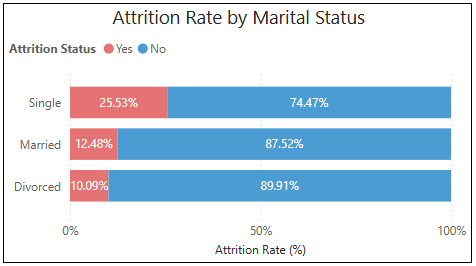 Attrition Rate by Marital Status
Attrition Status Yes No
Single 25.53% 74.47%
Married 12.48% 87.52%
Divorced 10.09% 89.91%
0% 50% 100%
Attrition Rate (%)